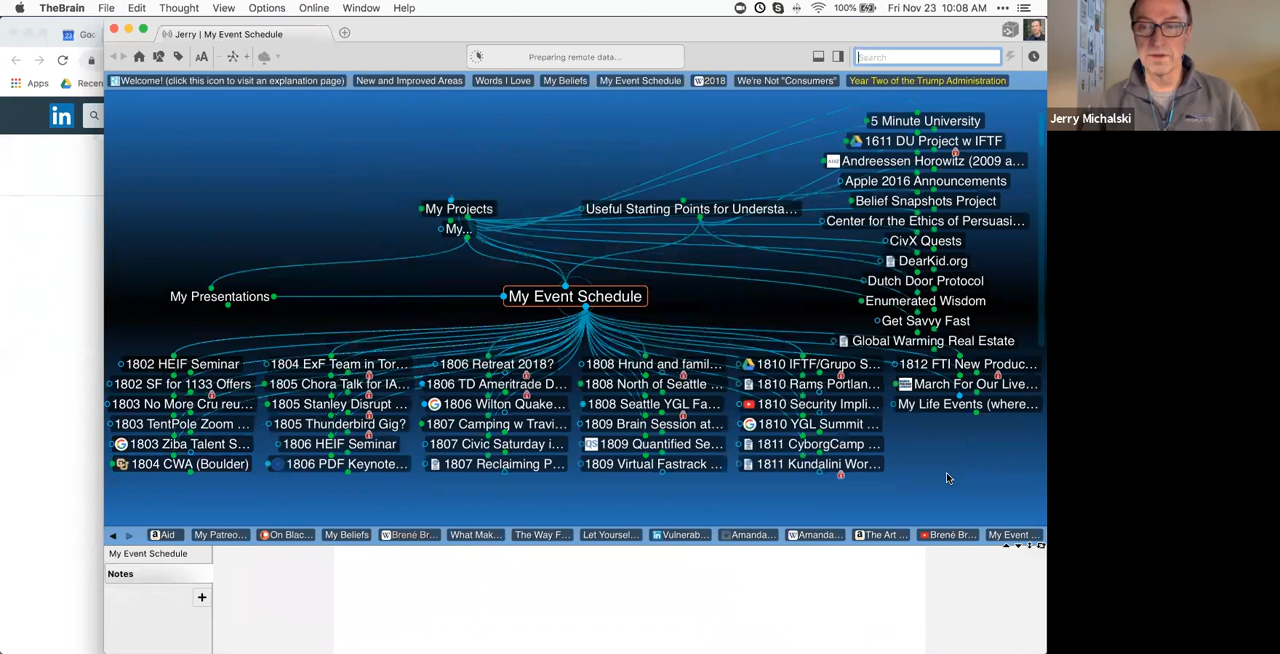 TheBrain File Edit Thought View Options Online Window Help 100% Fri Nov 23 10:08 AM
23 Goo
Jerry | My Event Schedule
AA Preparing remote data... Search
Apps Recen
Welcome! (click this icon to visit an explanation page) New and Improved Areas Words I Love My Beliefs My Event Schedule W 2018 We're Not "Consumers" Year Two of the Trump Administration
in
Jerry Michalski
5 Minute University
1611 DU Project w IFTF
Andreessen Horowitz (2009 a...
Apple 2016 Announcements
Belief Snapshots Project
Center for the Ethics of Persuasi...
CivX Quests
DearKid.org
Dutch Door Protocol
Enumerated Wisdom
Get Savvy Fast
Global Warming Real Estate
My Projects
My...
Useful Starting Points for Understa...
My Presentations
My Event Schedule
1802 HEIF Seminar
1802 SF for 1133 Offers
1803 No More Cru reu...
1803 TentPole Zoom ...
1803 Ziba Talent S...
1804 CWA (Boulder)
1804 ExF Team in Tor...
1805 Chora Talk for IA...
1805 Stanley Disrupt ...
1805 Thunderbird Gig?
1806 HEIF Seminar
1806 PDF Keynote...
1806 Retreat 2018?
1806 TD Ameritrade D...
1806 Wilton Quake...
1807 Camping w Travi...
1807 Civic Saturday i...
1807 Reclaiming P...
1808 Hrund and famil...
1808 North of Seattle ...
1808 Seattle YGL Fa...
1809 Brain Session at...
1809 Quantified Se...
1809 Virtual Fastrack ...
1810 IFTF/Grupo S...
1810 Rams Portlan...
1810 Security Impli...
1810 YGL Summit ...
1811 CyborgCamp ...
1811 Kundalini Wor...
1812 FTI New Produc...
March For Our Live...
My Life Events (where...
Aid My Patreo... On Blac... My Beliefs Brené Br... What Mak... The Way F... Let Yoursel... Vulnerab... Amanda... Amanda... The Art ... Brené Br... My Event ...
My Event Schedule
Notes